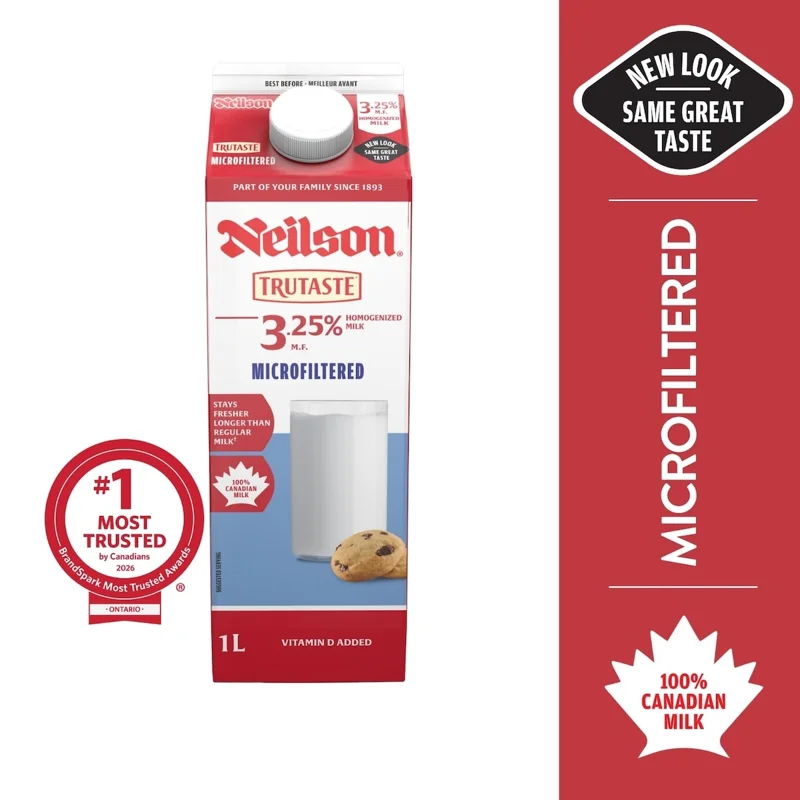 BEST BEFORE · MEILLEUR AVANT
Neilson
3.25%
M.F.
HOMOGENIZED
MILK
TRUTASTE
MICROFILTERED
NEW LOOK
SAME GREAT
TASTE
PART OF YOUR FAMILY SINCE 1893
Neilson®
TRUTASTE
3.25% HOMOGENIZED
MILK
M.F.
MICROFILTERED
STAYS
FRESHER
LONGER THAN
REGULAR
MILK‡
100%
CANADIAN
MILK
SUGGESTED SERVING
1L
VITAMIN D ADDED
#1
MOST
TRUSTED
by Canadians
2026
BrandSpark Most Trusted Awards
®
· ONTARIO ·
NEW LOOK
SAME GREAT
TASTE
MICROFILTERED
100%
CANADIAN
MILK